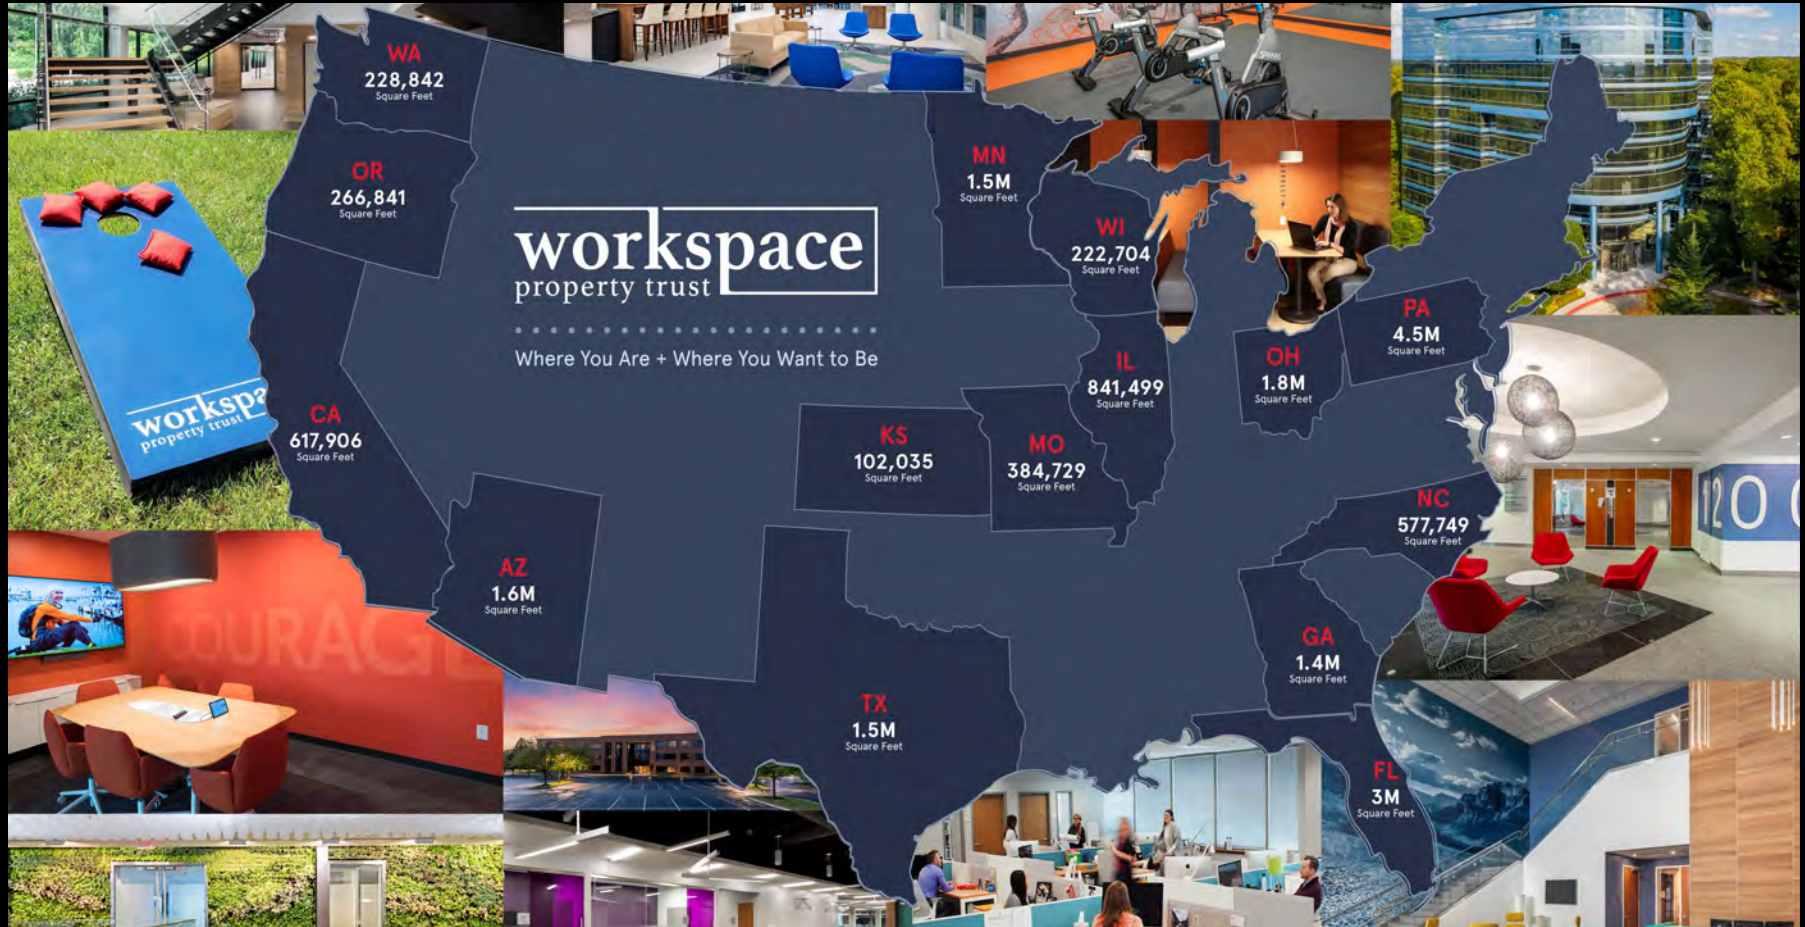 WA
228,842
Square Feet
OR
266,841
Square Feet
MN
1.5M
Square Feet
WI
222,704
Square Feet
workspace
property trust
Where You Are + Where You Want to Be
PA
4.5M
Square Feet
IL
841,499
Square Feet
OH
1.8M
Square Feet
workspa
property trust
CA
617,906
Square Feet
KS
102,035
Square Feet
MO
384,729
Square Feet
NC
577,749
Square Feet
120
AZ
1.6M
Square Feet
COURAGE
GA
1.4M
Square Feet
TX
1.5M
Square Feet
FL
3M
Square Feet